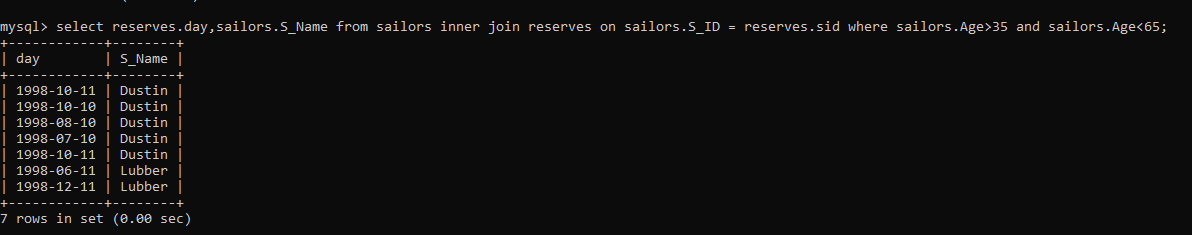 mysql> select reserves.day,sailors.S_Name from sailors inner join reserves on sailors.S_ID = reserves.sid where sailors.Age>35 and sailors.Age<65;
+------------+--------+
| day        | S_Name |
+------------+--------+
| 1998-10-11 | Dustin |
| 1998-10-10 | Dustin |
| 1998-08-10 | Dustin |
| 1998-07-10 | Dustin |
| 1998-10-11 | Dustin |
| 1998-06-11 | Lubber |
| 1998-12-11 | Lubber |
+------------+--------+
7 rows in set (0.00 sec)